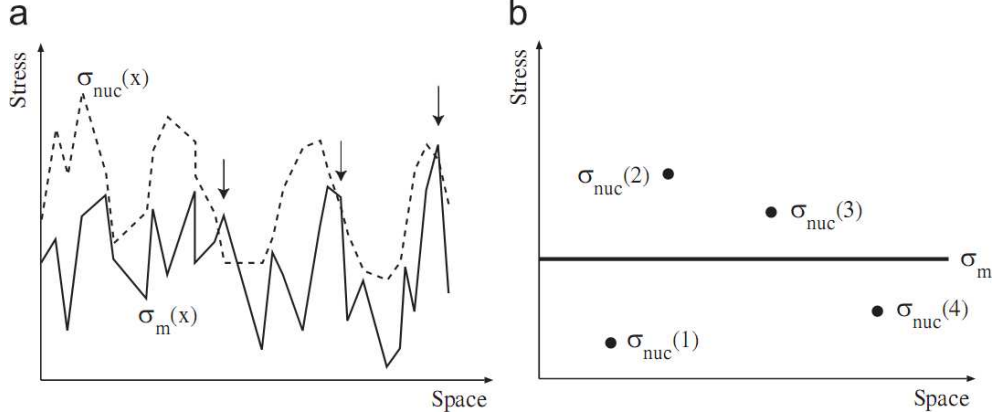 a
Stress
σnuc(x)
σm(x)
Space
b
Stress
σnuc(2)
σnuc(3)
σm
σnuc(4)
σnuc(1)
Space